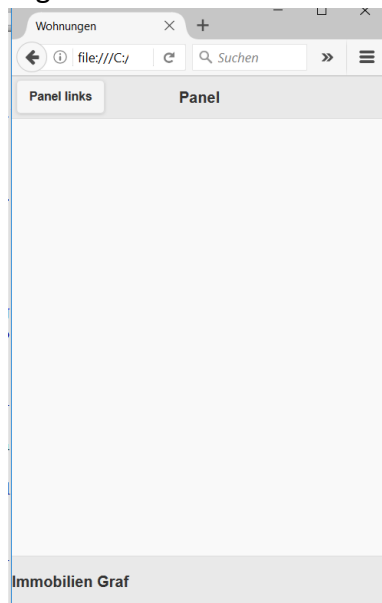 Wohnungen
file:///C:/
Suchen
Panel links
Panel
Immobilien Graf